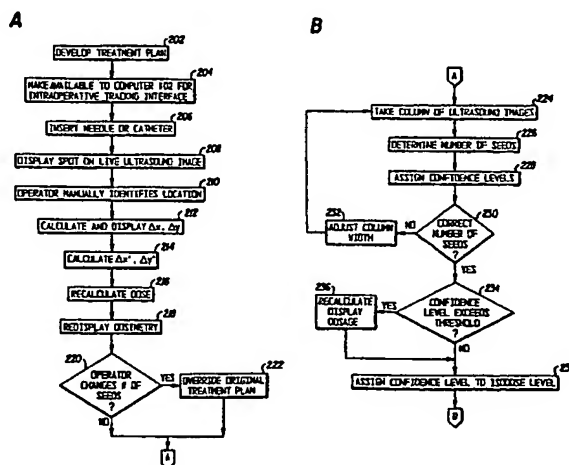 A
DEVELOP TREATMENT PLAN
202
MAKE AVAILABLE TO COMPUTER 102 FOR
INTRAOPERATIVE TRACKING INTERFACE
204
INSERT NEEDLE OR CATHETER
206
DISPLAY SPOT ON LIVE ULTRASOUND IMAGE
208
OPERATOR MANUALLY IDENTIFIES LOCATION
210
CALCULATE AND DISPLAY Δx, Δy
212
CALCULATE Δx', Δy'
214
RECALCULATE DOSE
216
REDISPLAY DOSIMETRY
218
220
OPERATOR
CHANGES # OF
SEEDS
?
YES
NO
OVERRIDE ORIGINAL
TREATMENT PLAN
222
A
B
A
TAKE COLUMN OF ULTRASOUND IMAGES
224
DETERMINE NUMBER OF SEEDS
226
ASSIGN CONFIDENCE LEVELS
228
CORRECT
NUMBER OF
SEEDS
?
230
NO
YES
232
ADJUST COLUMN
WIDTH
CONFIDENCE
LEVEL EXCEEDS
THRESHOLD
?
234
YES
NO
236
RECALCULATE
DISPLAY
DOSAGE
ASSIGN CONFIDENCE LEVEL TO ISODOSE LEVEL
B